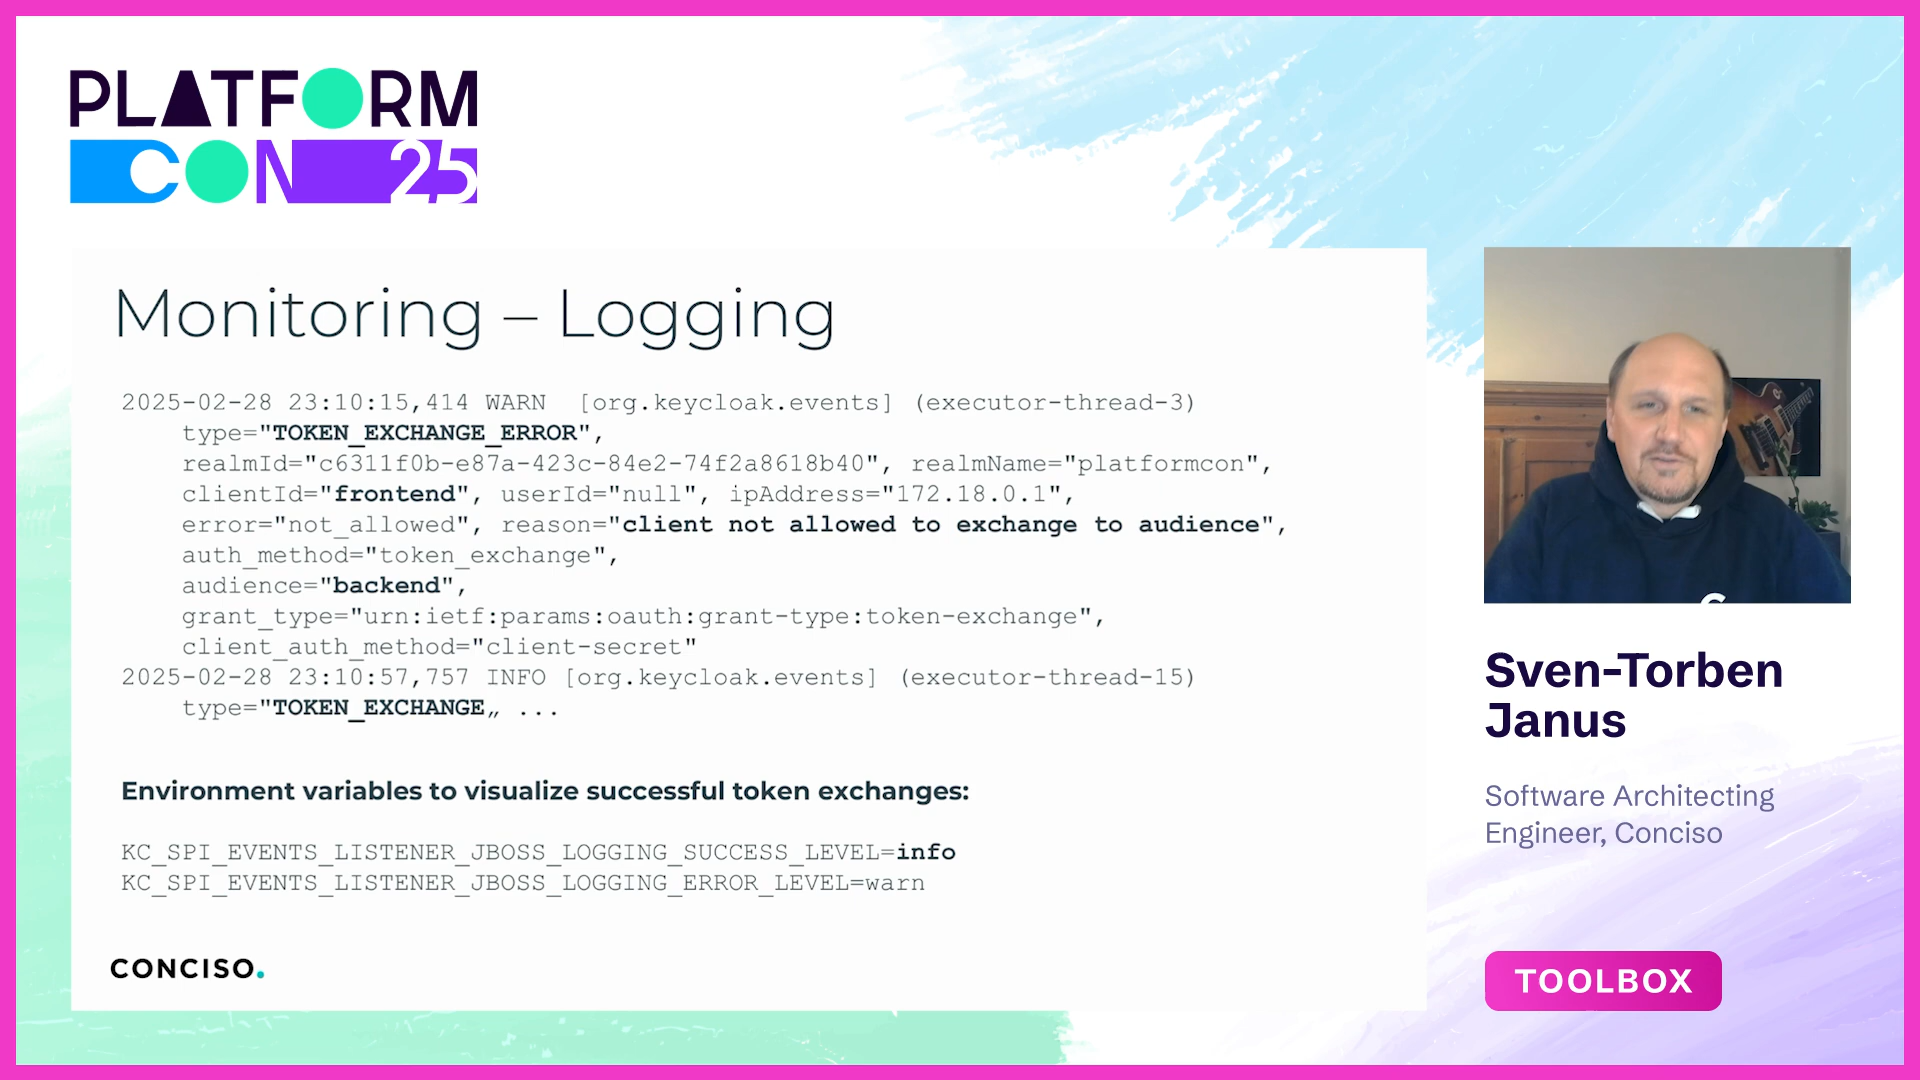 PLATFORM
CON 25
Monitoring – Logging
2025-02-28 23:10:15,414 WARN  [org.keycloak.events] (executor-thread-3)
type="TOKEN_EXCHANGE_ERROR",
realmId="c6311f0b-e87a-423c-84e2-74f2a8618b40", realmName="platformcon",
clientId="frontend", userId="null", ipAddress="172.18.0.1",
error="not_allowed", reason="client not allowed to exchange to audience",
auth_method="token_exchange",
audience="backend",
grant_type="urn:ietf:params:oauth:grant-type:token-exchange",
client_auth_method="client-secret"
2025-02-28 23:10:57,757 INFO [org.keycloak.events] (executor-thread-15)
type="TOKEN_EXCHANGE„ ...
Environment variables to visualize successful token exchanges:
KC_SPI_EVENTS_LISTENER_JBOSS_LOGGING_SUCCESS_LEVEL=info
KC_SPI_EVENTS_LISTENER_JBOSS_LOGGING_ERROR_LEVEL=warn
CONCISO.
Sven-Torben
Janus
Software Architecting
Engineer, Conciso
TOOLBOX